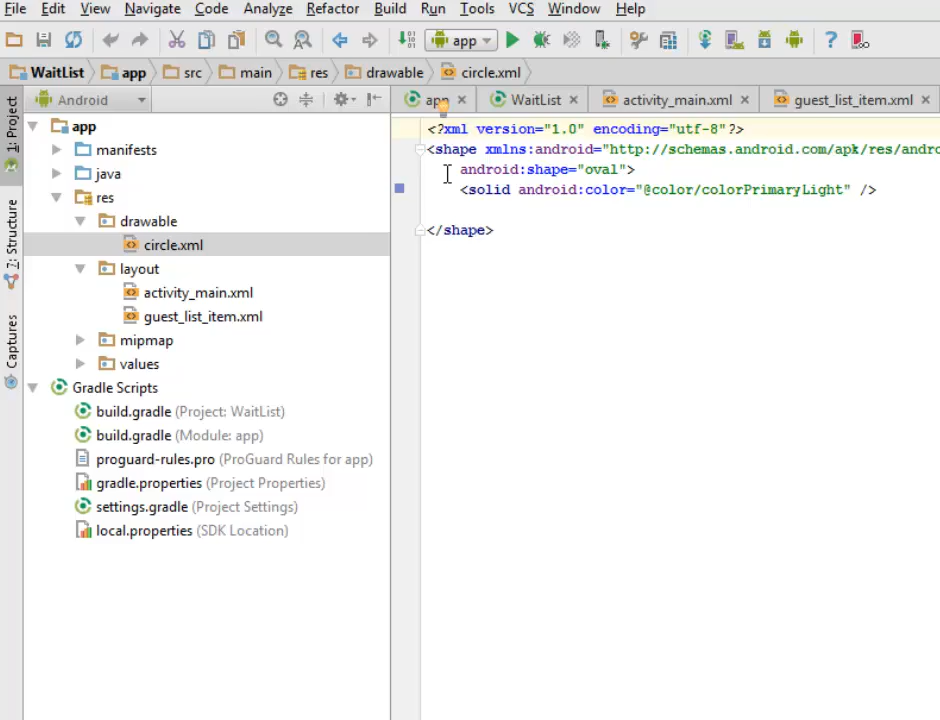 File Edit View Navigate Code Analyze Refactor Build Run Tools VCS Window Help
app
WaitList app src main res drawable circle.xml
Android
app WaitList activity_main.xml guest_list_item.xml
1: Project
7: Structure
Captures
app
manifests
java
res
drawable
circle.xml
layout
activity_main.xml
guest_list_item.xml
mipmap
values
Gradle Scripts
build.gradle (Project: WaitList)
build.gradle (Module: app)
proguard-rules.pro (ProGuard Rules for app)
gradle.properties (Project Properties)
settings.gradle (Project Settings)
local.properties (SDK Location)
<?xml version="1.0" encoding="utf-8"?>
<shape xmlns:android="http://schemas.android.com/apk/res/andro
android:shape="oval">
<solid android:color="@color/colorPrimaryLight" />
</shape>